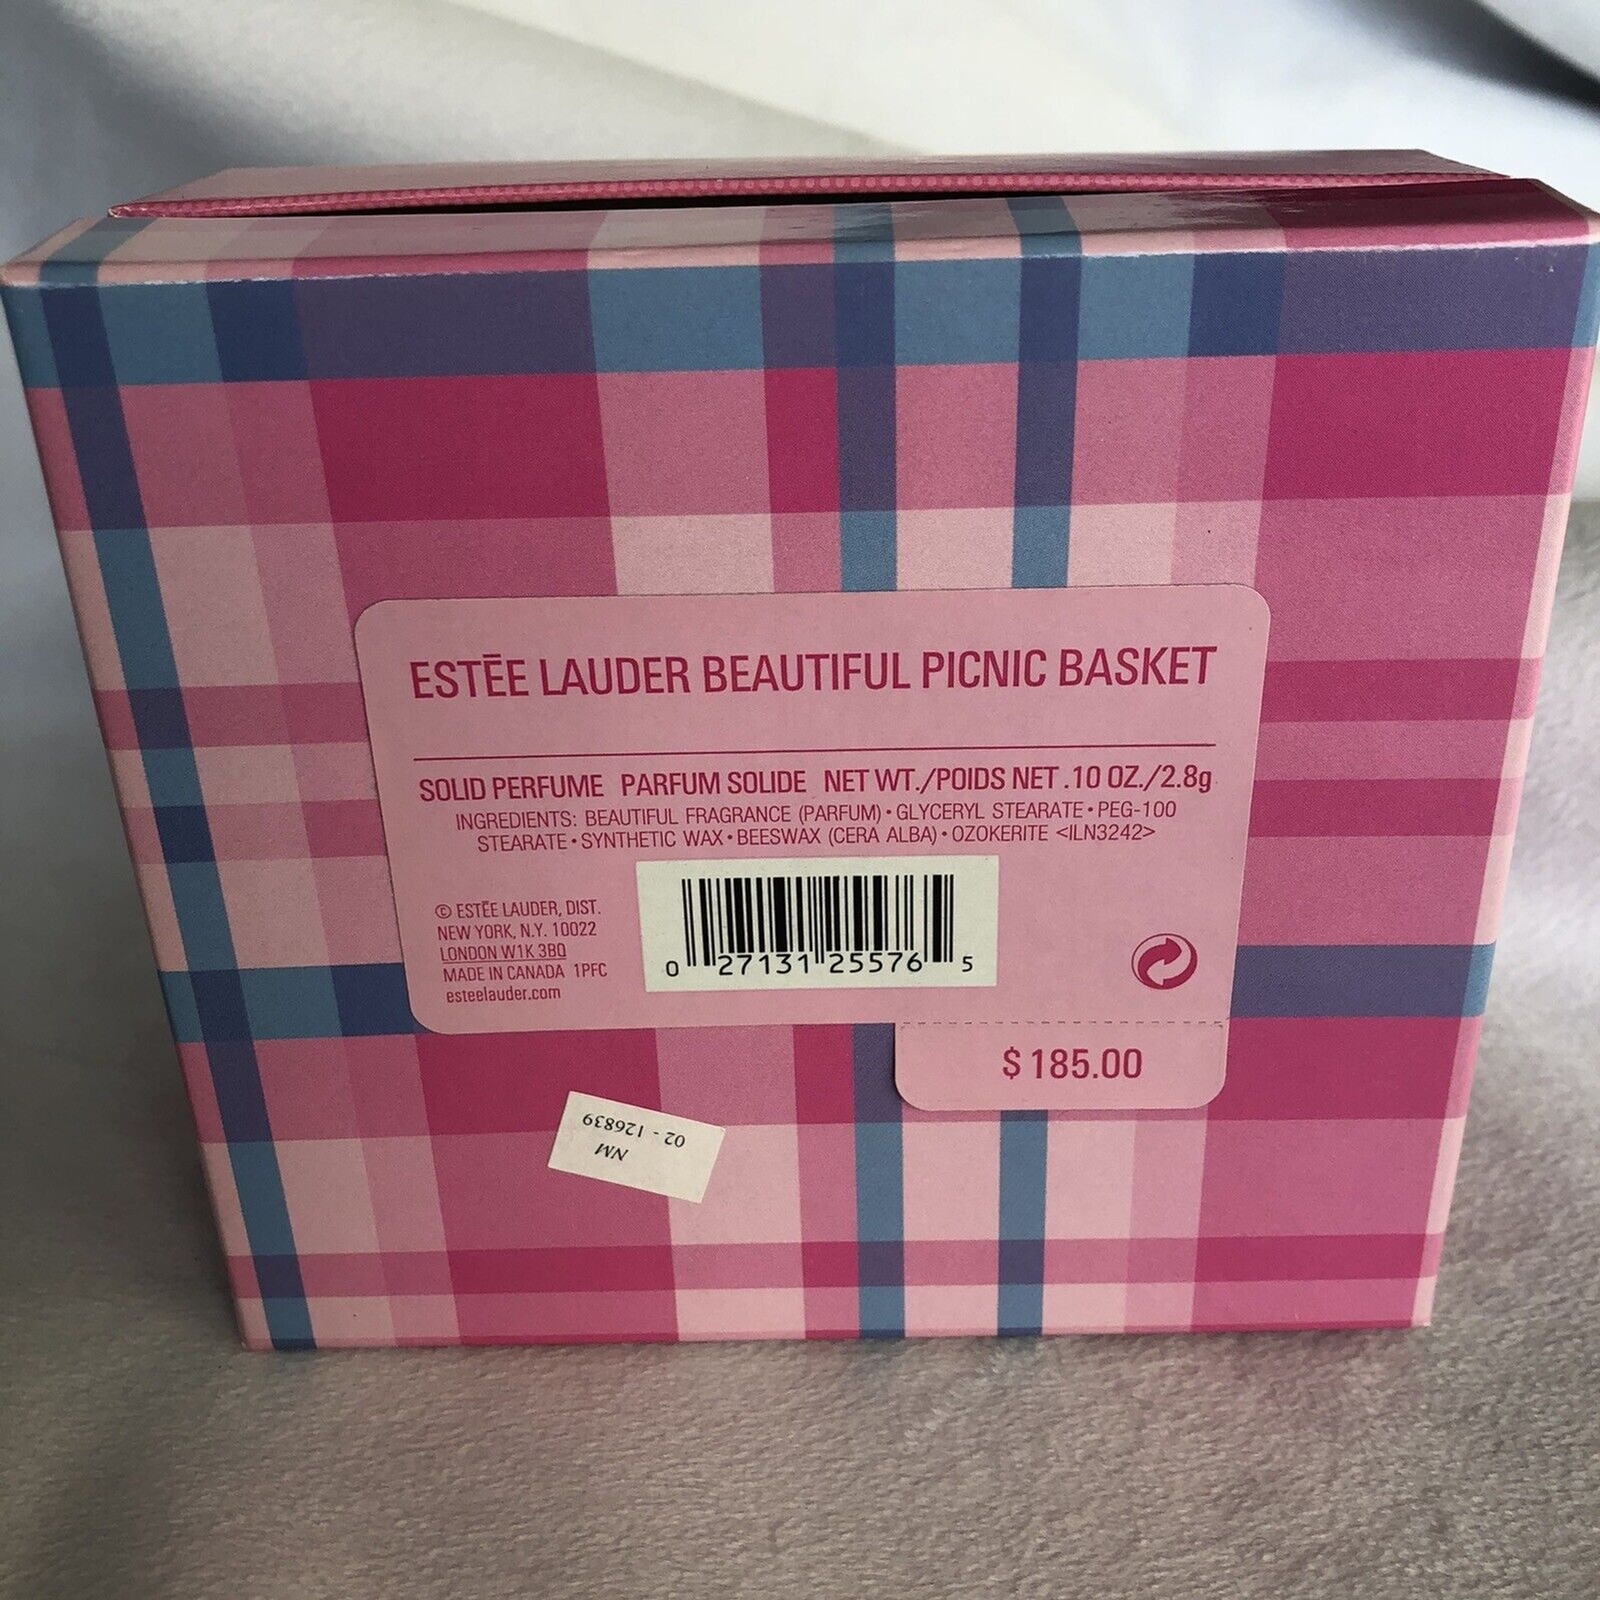 ESTĒE LAUDER BEAUTIFUL PICNIC BASKET
SOLID PERFUME PARFUM SOLIDE NET WT./POIDS NET .10 OZ./2.8g
INGREDIENTS: BEAUTIFUL FRAGRANCE (PARFUM) • GLYCERYL STEARATE • PEG-100
STEARATE • SYNTHETIC WAX • BEESWAX (CERA ALBA) • OZOKERITE <ILN3242>
© ESTĒE LAUDER, DIST.
NEW YORK, N.Y. 10022
LONDON W1K 3BQ
MADE IN CANADA 1PFC
esteelauder.com
0 27131 25576 5
$ 185.00
NM
02 - 126839